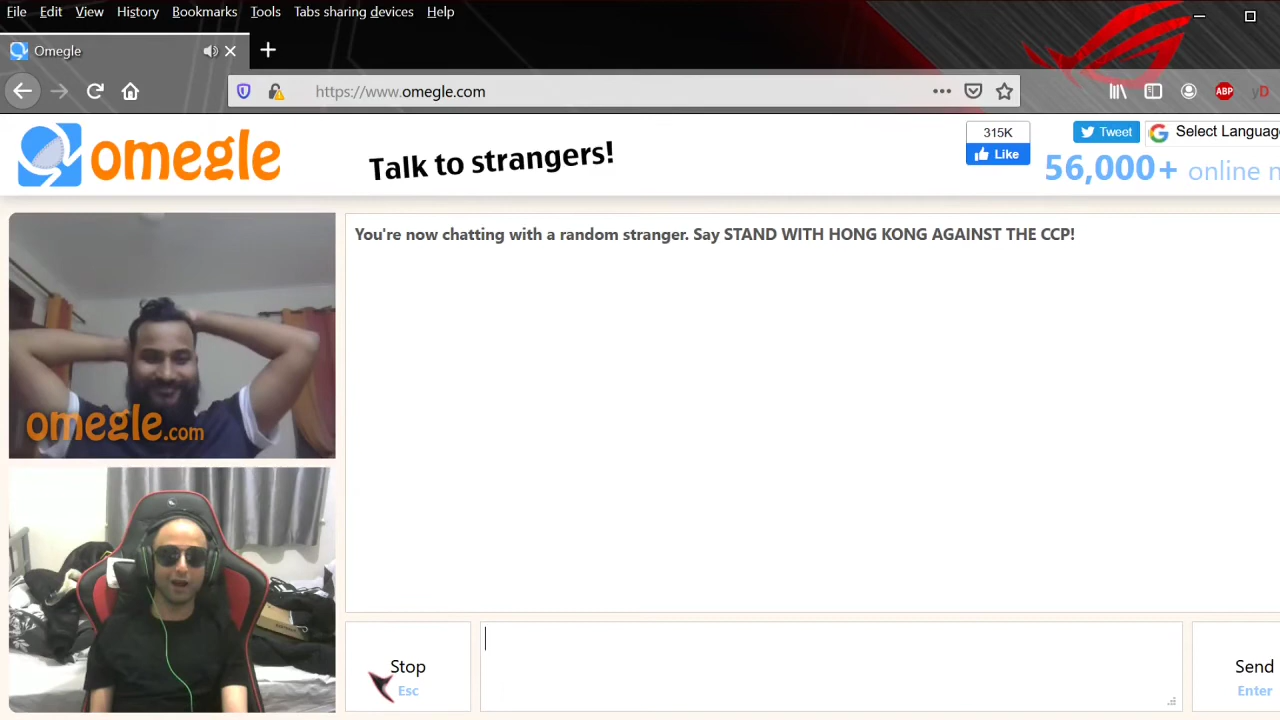 File Edit View History Bookmarks Tools Tabs sharing devices Help
Omegle
https://www.omegle.com
ABP
yD
omegle
Talk to strangers!
315K
Like
Tweet
Select Languag
56,000+ online n
You're now chatting with a random stranger. Say STAND WITH HONG KONG AGAINST THE CCP!
omegle.com
Stop
Esc
Send
Enter